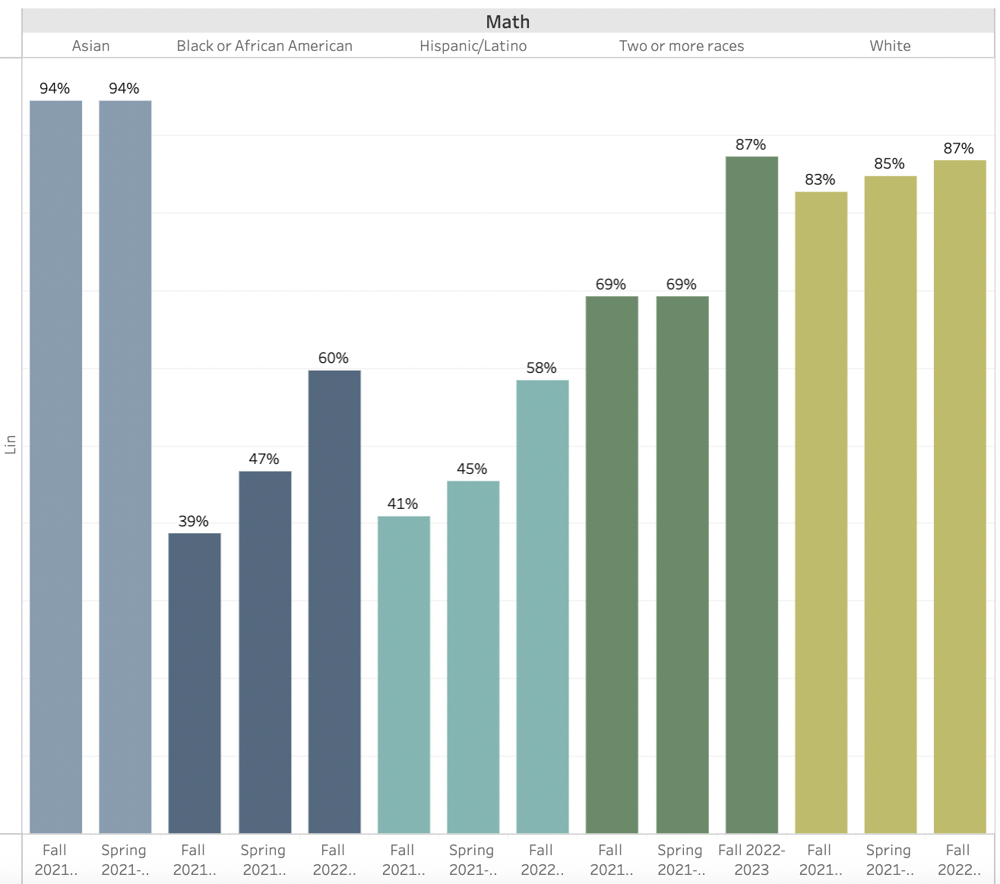 Math
Asian
Black or African American
Hispanic/Latino
Two or more races
White
94%
94%
39%
47%
60%
41%
45%
58%
69%
69%
87%
83%
85%
87%
Lin
Fall
2021..
Spring
2021-..
Fall
2021..
Spring
2021..
Fall
2022..
Fall
2021..
Spring
2021-..
Fall
2022..
Fall
2021..
Spring
2021-..
Fall 2022-
2023
Fall
2021..
Spring
2021-..
Fall
2022..